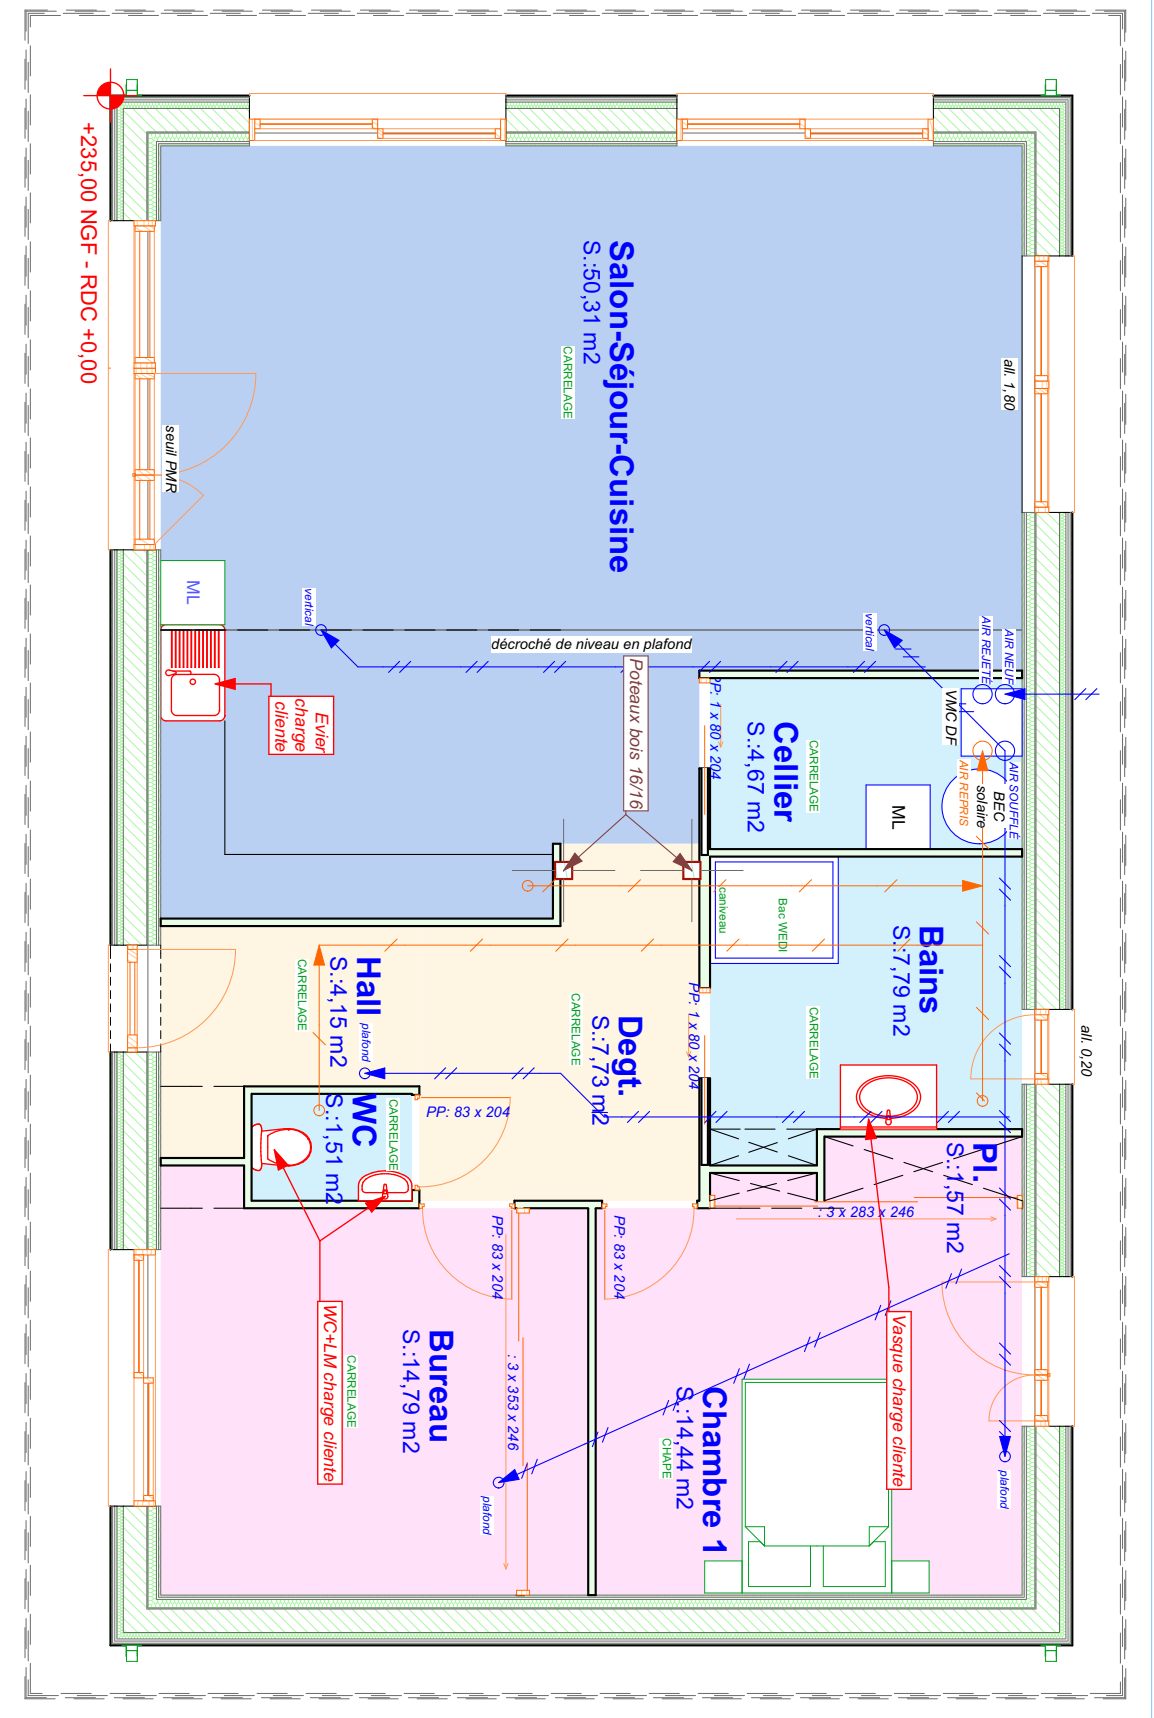 +235,00 NGF - RDC +0,00
Salon-Séjour-Cuisine
S.:50,31 m2
CARRELAGE
all. 1,80
seuil PMR
ML
vertical
vertical
décroché de niveau en plafond
AIR NEUF
AIR REJETÉ
VMC DF
AIR SOUFFLÉ
AIR REPRIS
BEC
solaire
Evier
charge
cliente
Poteaux bois 16/16
PP: 1 x 80 x 204
Cellier
S.:4,67 m2
CARRELAGE
ML
caniveau
Bac WEDI
Bains
S.:7,79 m2
CARRELAGE
all. 0,20
Hall
S.:4,15 m2
CARRELAGE
plafond
Degt.
S.:7,73 m2
CARRELAGE
PP: 1 x 80 x 204
WC
S.:1,51 m2
CARRELAGE
PP: 83 x 204
Pl.
S.:1,57 m2
: 3 x 283 x 246
PP: 83 x 204
PP: 83 x 204
WC+LM charge cliente
CARRELAGE
Bureau
S.:14,79 m2
: 3 x 353 x 246
plafond
Chambre 1
S.:14,44 m2
CHAPE
Vasque charge cliente
plafond